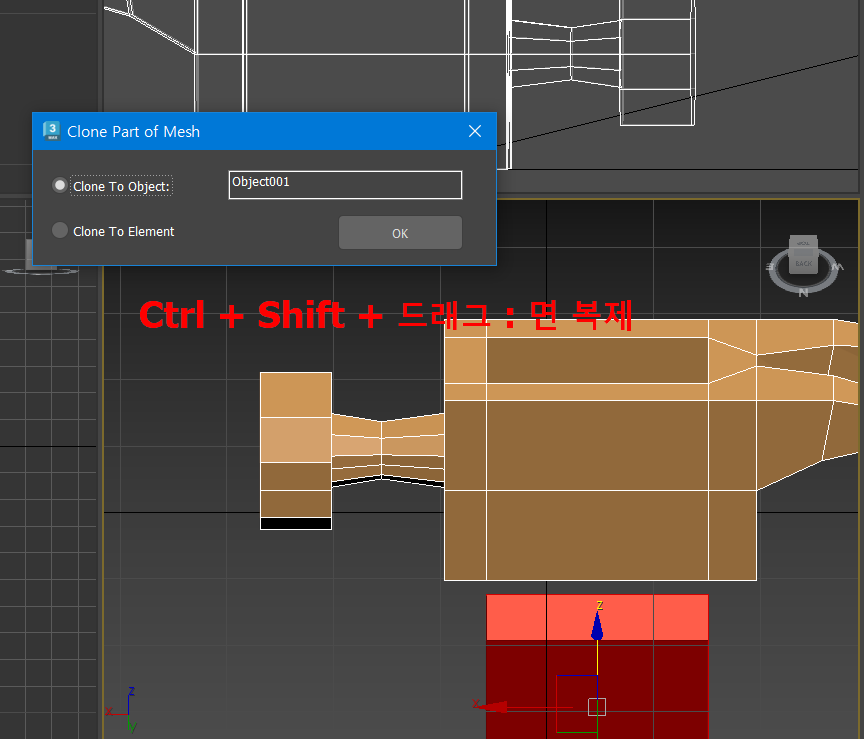 3
Clone Part of Mesh
Clone To Object:
Object001
Clone To Element
OK
BACK
N
Ctrl + Shift + 드래그 : 면 복제
z
x
z
x
y